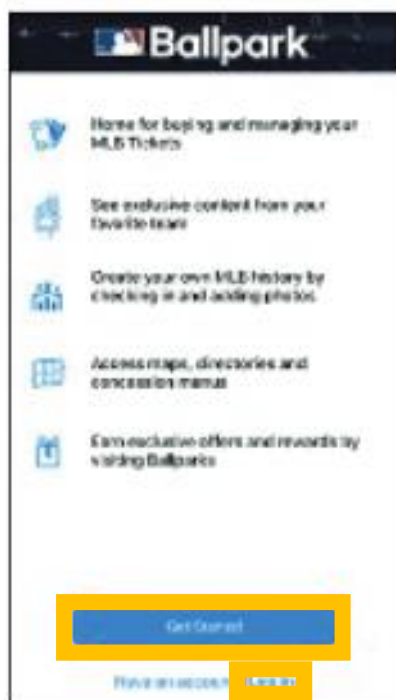 Ballpark
Home for buying and managing your
MLB Tickets
See exclusive content from your
favorite team
Create your own MLB history by
checking in and adding photos
Access maps, directories and
concession menus
Earn exclusive offers and rewards by
visiting Ballparks
Get Started
Have an account?